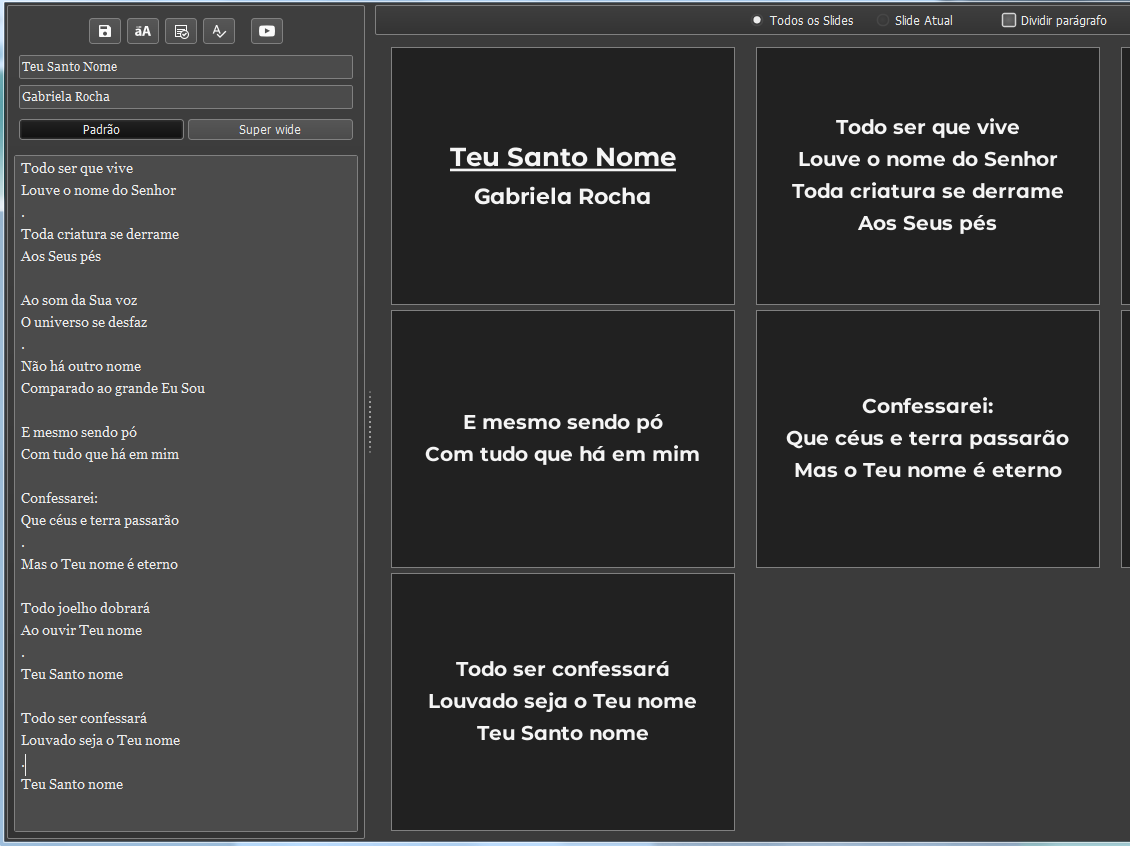 ãA
Todos os Slides
Slide Atual
Dividir parágrafo
Teu Santo Nome
Gabriela Rocha
Padrão
Super wide
Todo ser que vive
Louve o nome do Senhor
.
Toda criatura se derrame
Aos Seus pés
Ao som da Sua voz
O universo se desfaz
.
Não há outro nome
Comparado ao grande Eu Sou
E mesmo sendo pó
Com tudo que há em mim
Confessarei:
Que céus e terra passarão
.
Mas o Teu nome é eterno
Todo joelho dobrará
Ao ouvir Teu nome
.
Teu Santo nome
Todo ser confessará
Louvado seja o Teu nome
.
Teu Santo nome
Teu Santo Nome
Gabriela Rocha
Todo ser que vive
Louve o nome do Senhor
Toda criatura se derrame
Aos Seus pés
E mesmo sendo pó
Com tudo que há em mim
Confessarei:
Que céus e terra passarão
Mas o Teu nome é eterno
Todo ser confessará
Louvado seja o Teu nome
Teu Santo nome